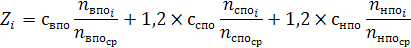 Z_i = c_впо n_впо_i / n_впо_ср + 1,2 × c_спо n_спо_i / n_спо_ср + 1,2 × c_нпо n_нпо_i / n_нпо_ср